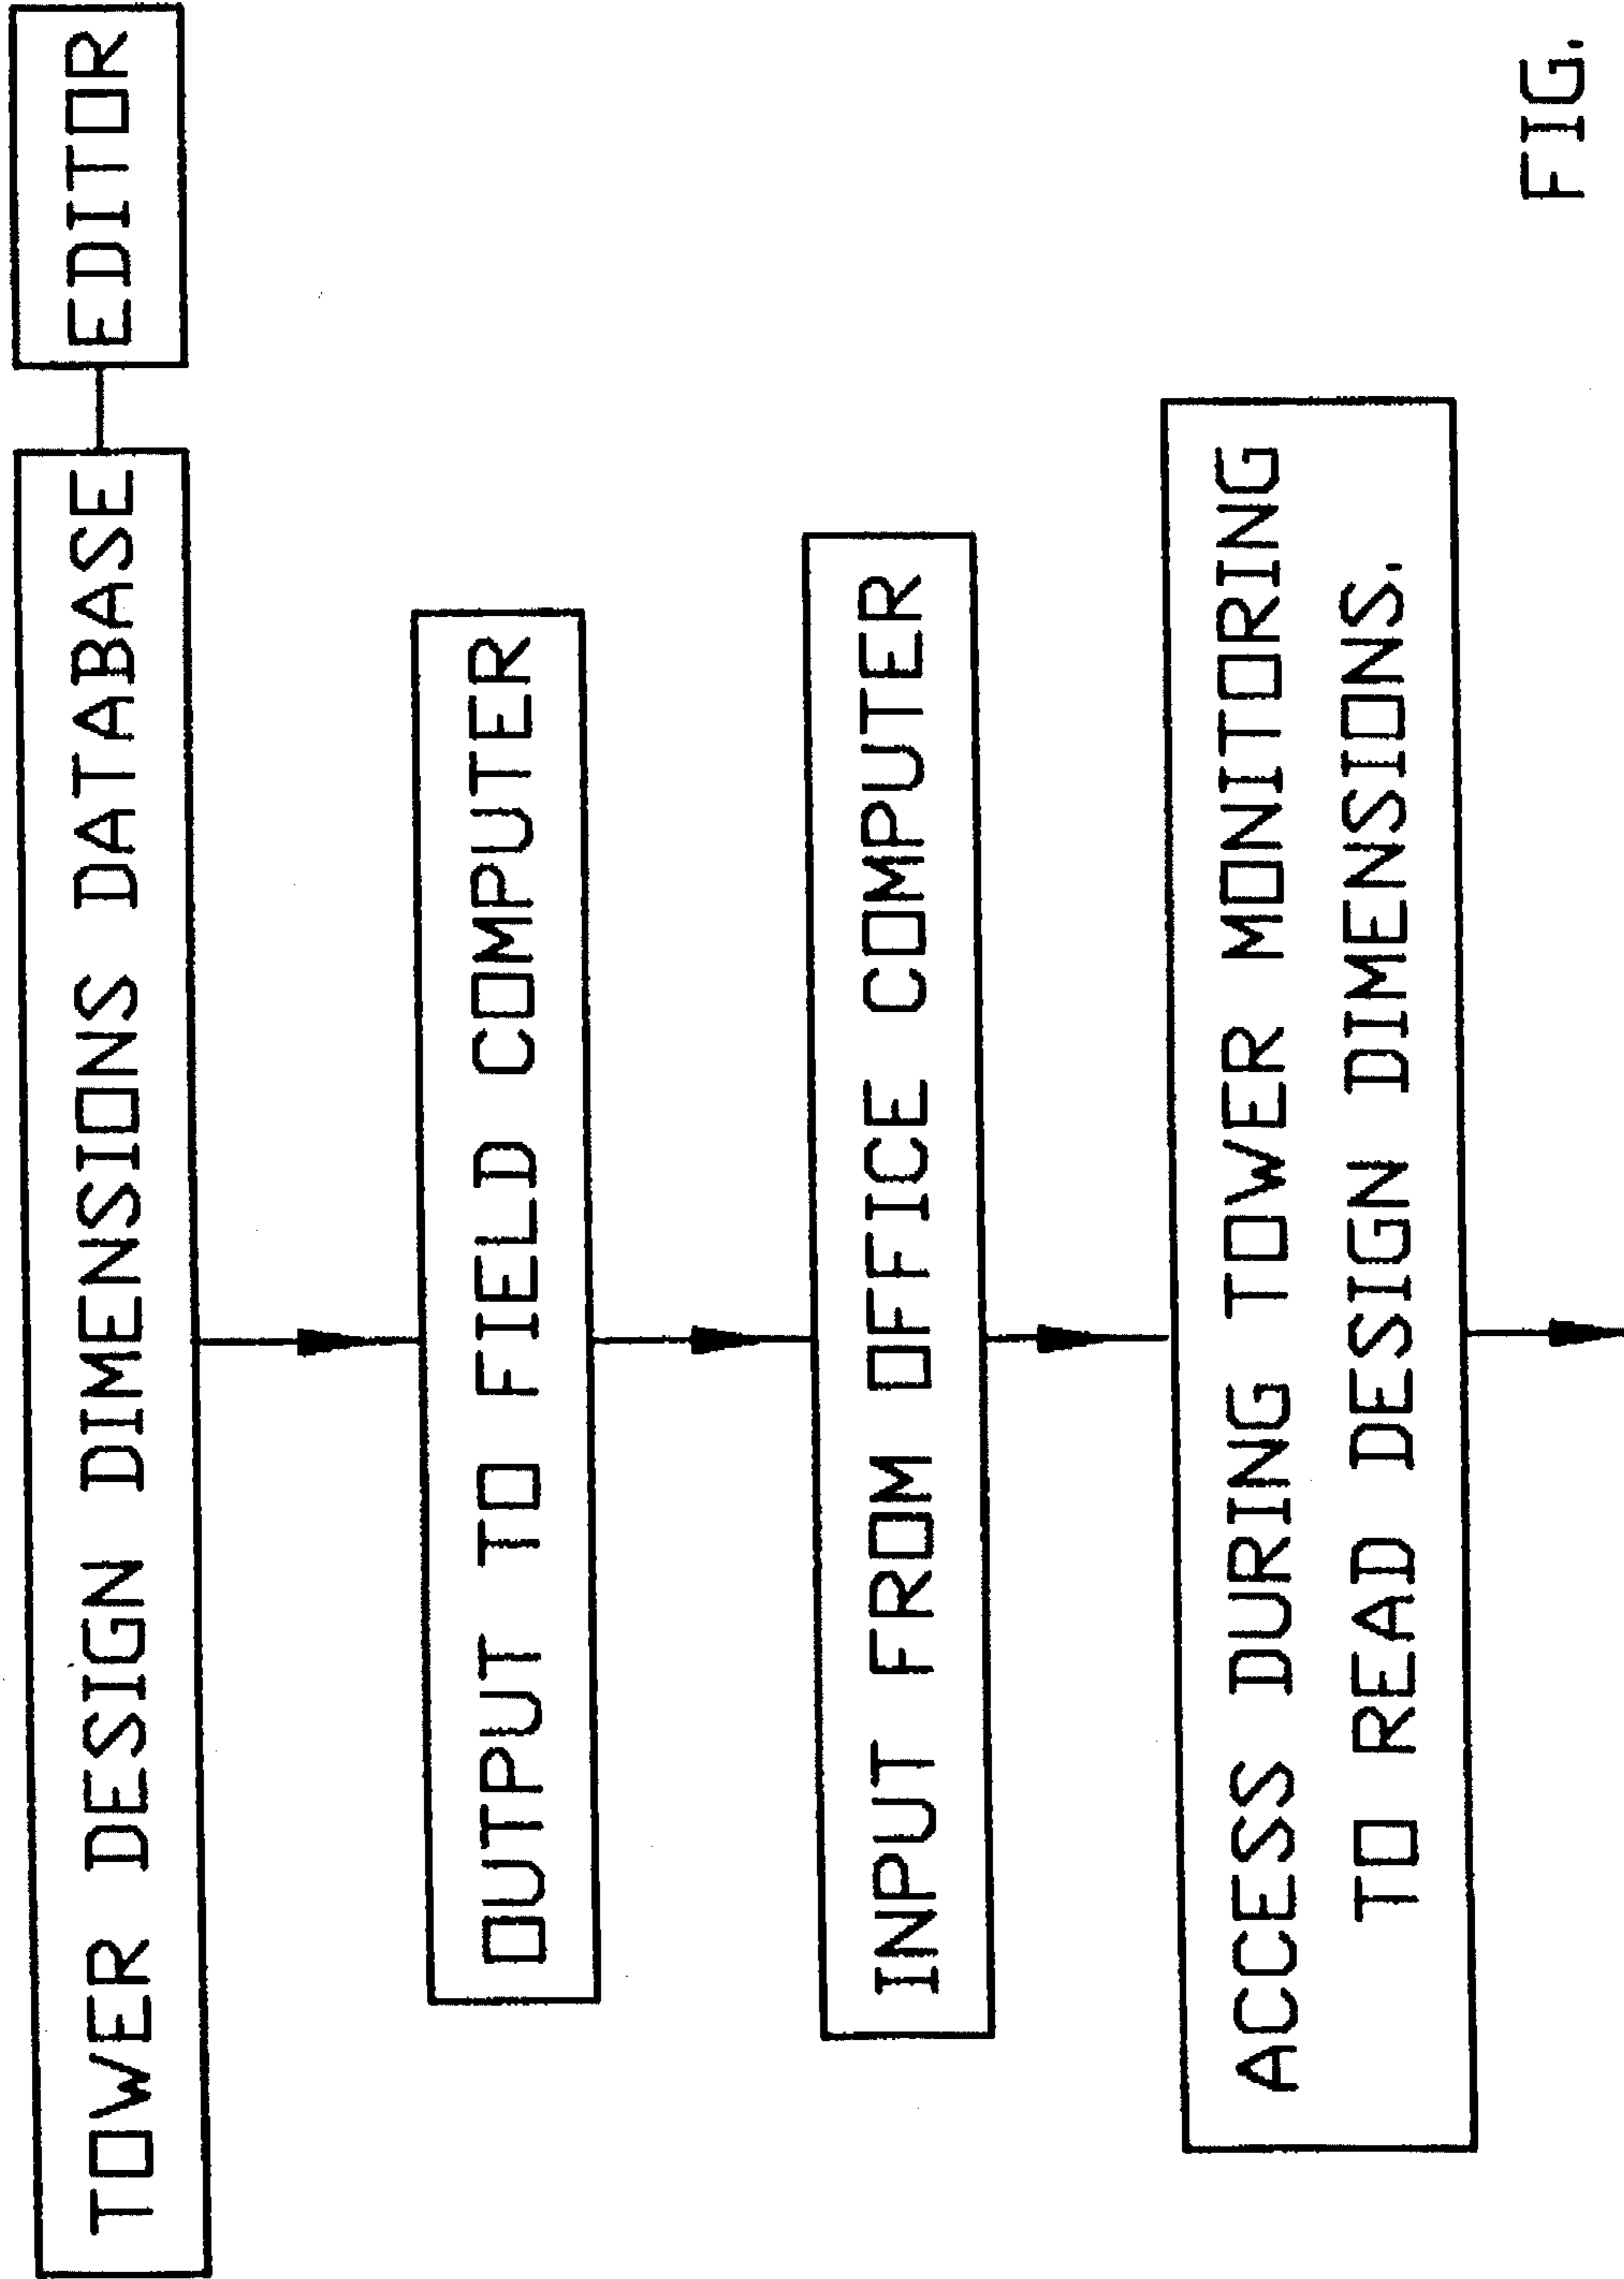 TOWER DESIGN DIMENSIONS DATABASE
EDITOR
OUTPUT TO FIELD COMPUTER
INPUT FROM OFFICE COMPUTER
ACCESS DURING TOWER MONITORING
TO READ DESIGN DIMENSIONS.
FIG.